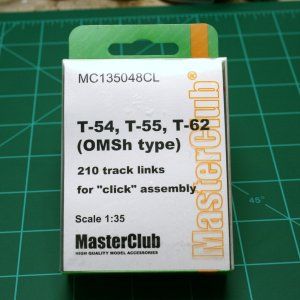 MC135048CL
T-54, T-55, T-62
(OMSh type)
210 track links
for "click" assembly
Scale 1:35
MasterClub
HIGH QUALITY MODEL ACCESSORIES
MasterClub®
45°